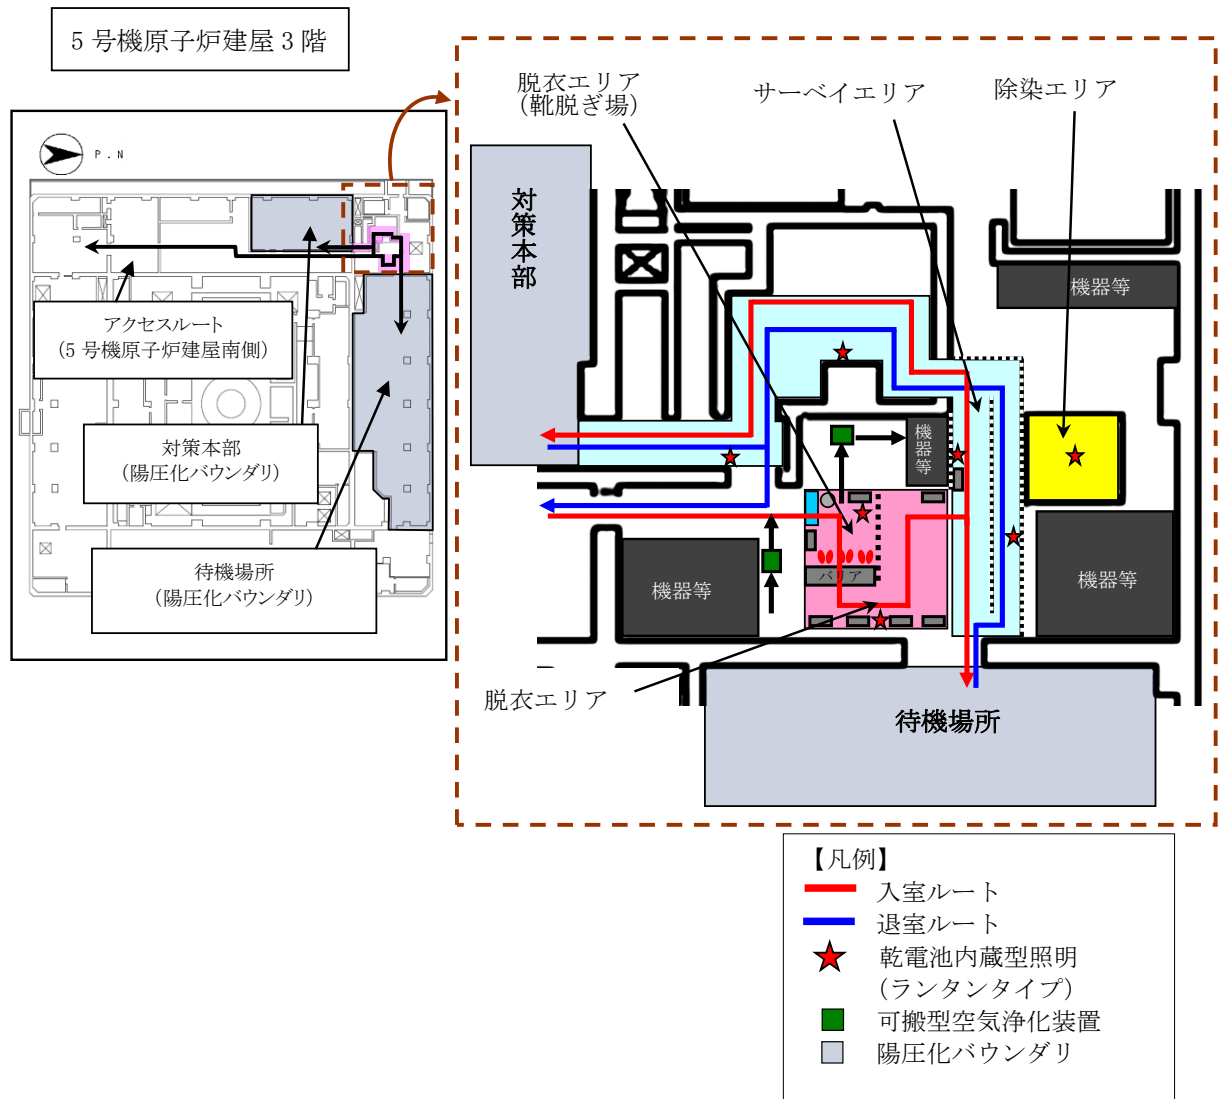 5 号機原子炉建屋 3 階
P.N
アクセスルート
(5 号機原子炉建屋南側)
対策本部
(陽圧化バウンダリ)
待機場所
(陽圧化バウンダリ)
脱衣エリア
(靴脱ぎ場)
サーベイエリア
除染エリア
対策本部
機器等
機器等
バリア
機器等
機器等
脱衣エリア
待機場所
【凡例】
入室ルート
退室ルート
乾電池内蔵型照明
(ランタンタイプ)
可搬型空気浄化装置
陽圧化バウンダリ